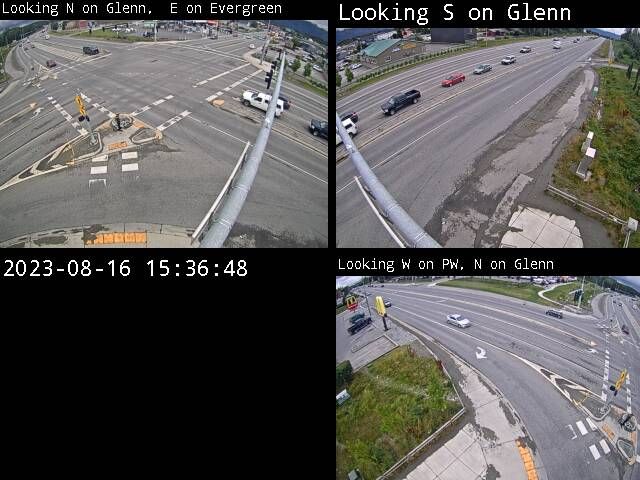 Looking N on Glenn,  E on Evergreen
Looking S on Glenn
2023-08-16 15:36:48
Looking W on PW, N on Glenn